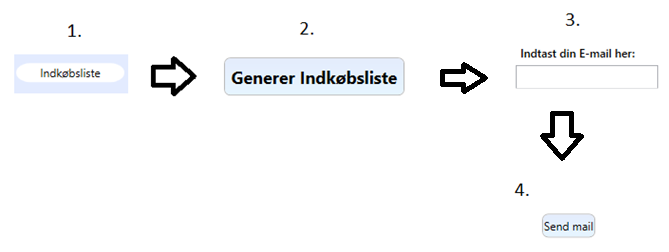 1.
Indkøbsliste
2.
Generer Indkøbsliste
3.
Indtast din E-mail her:
4.
Send mail